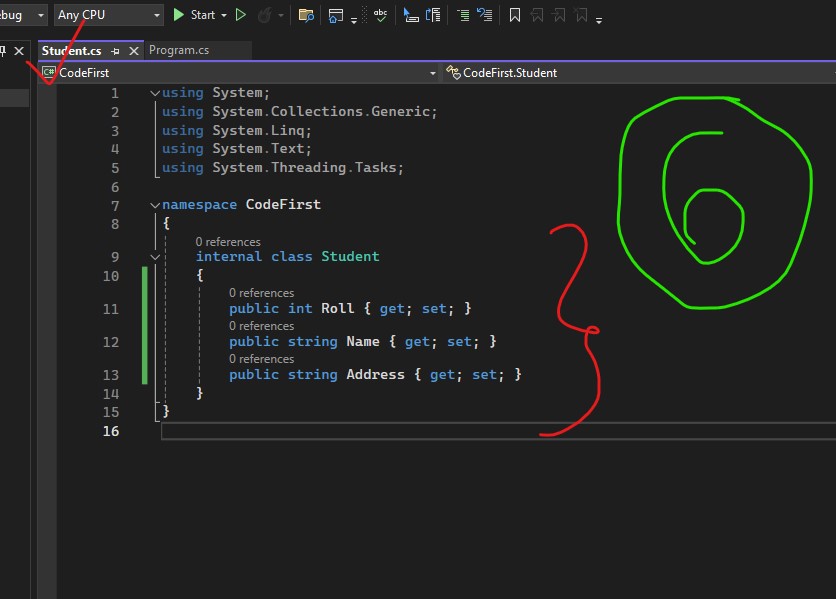 ebug Any CPU Start abc
Student.cs Program.cs
C# CodeFirst CodeFirst.Student
1 using System;
2 using System.Collections.Generic;
3 using System.Linq;
4 using System.Text;
5 using System.Threading.Tasks;
6
7 namespace CodeFirst
8 {
0 references
9 internal class Student
10 {
0 references
11 public int Roll { get; set; }
0 references
12 public string Name { get; set; }
0 references
13 public string Address { get; set; }
14 }
15 }
16
6